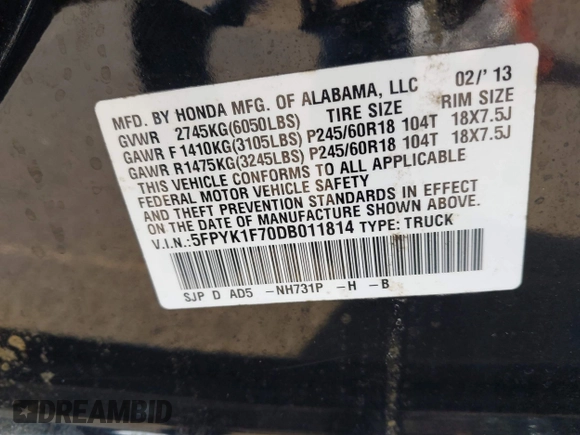 MFD. BY HONDA MFG. OF ALABAMA, LLC 02/'13
GVWR 2745KG(6050LBS) TIRE SIZE RIM SIZE
GAWR F 1410KG(3105LBS) P245/60R18 104T 18X7.5J
GAWR R1475KG(3245LBS) P245/60R18 104T 18X7.5J
THIS VEHICLE CONFORMS TO ALL APPLICABLE
FEDERAL MOTOR VEHICLE SAFETY
AND THEFT PREVENTION STANDARDS IN EFFECT
ON THE DATE OF MANUFACTURE SHOWN ABOVE.
V.I.N.:5FPYK1F70DB011814 TYPE:TRUCK
SJP D AD5 -NH731P -H -B
DREAMBID